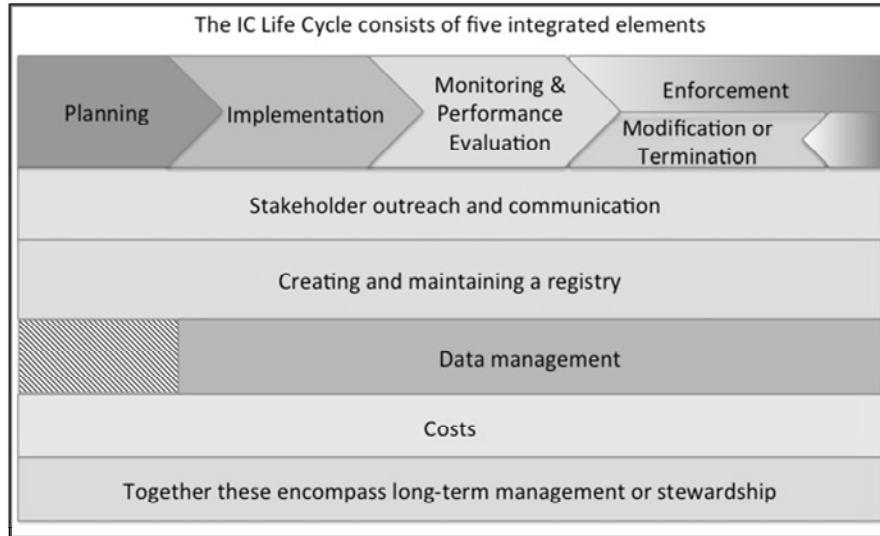 The IC Life Cycle consists of five integrated elements
Planning
Implementation
Monitoring &
Performance
Evaluation
Enforcement
Modification or
Termination
Stakeholder outreach and communication
Creating and maintaining a registry
Data management
Costs
Together these encompass long-term management or stewardship